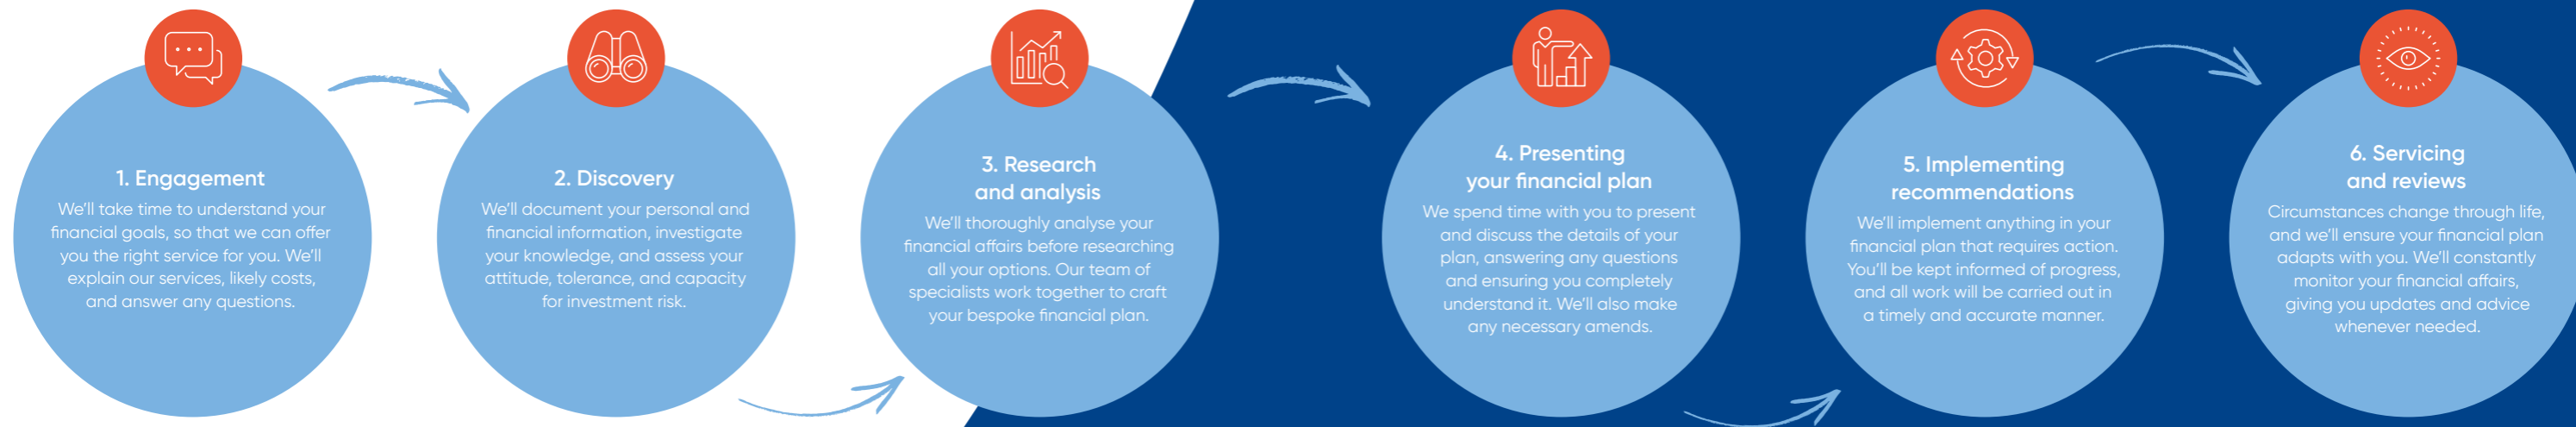 1. Engagement
We'll take time to understand your
financial goals, so that we can offer
you the right service for you. We'll
explain our services, likely costs,
and answer any questions.
2. Discovery
We'll document your personal and
financial information, investigate
your knowledge, and assess your
attitude, tolerance, and capacity
for investment risk.
3. Research
and analysis
We'll thoroughly analyse your
financial affairs before researching
all your options. Our team of
specialists work together to craft
your bespoke financial plan.
4. Presenting
your financial plan
We spend time with you to present
and discuss the details of your
plan, answering any questions
and ensuring you completely
understand it. We'll also make
any necessary amends.
5. Implementing
recommendations
We'll implement anything in your
financial plan that requires action.
You'll be kept informed of progress,
and all work will be carried out in
a timely and accurate manner.
6. Servicing
and reviews
Circumstances change through life,
and we'll ensure your financial plan
adapts with you. We'll constantly
monitor your financial affairs,
giving you updates and advice
whenever needed.